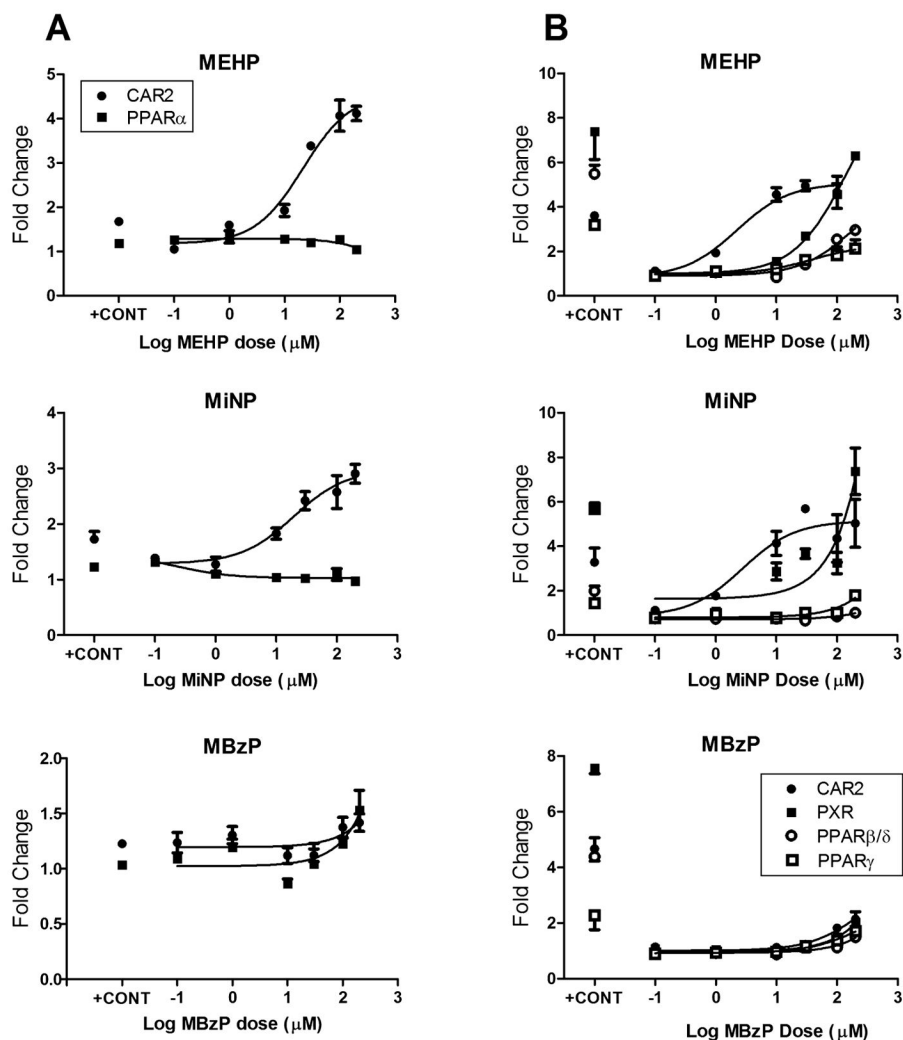 A
MEHP
CAR2
PPARα
Fold Change
5
4
3
2
1
0
+CONT -1 0 1 2 3
Log MEHP dose (μM)
MiNP
Fold Change
4
3
2
1
0
+CONT -1 0 1 2 3
Log MiNP dose (μM)
MBzP
Fold Change
2.0
1.5
1.0
0.5
0.0
+CONT -1 0 1 2 3
Log MBzP dose (μM)
B
MEHP
Fold Change
10
8
6
4
2
0
+CONT -1 0 1 2 3
Log MEHP Dose (μM)
MiNP
Fold Change
10
8
6
4
2
0
+CONT -1 0 1 2 3
Log MiNP Dose (μM)
MBzP
CAR2
PXR
PPARβ/δ
PPARγ
Fold Change
8
6
4
2
0
+CONT -1 0 1 2 3
Log MBzP Dose (μM)